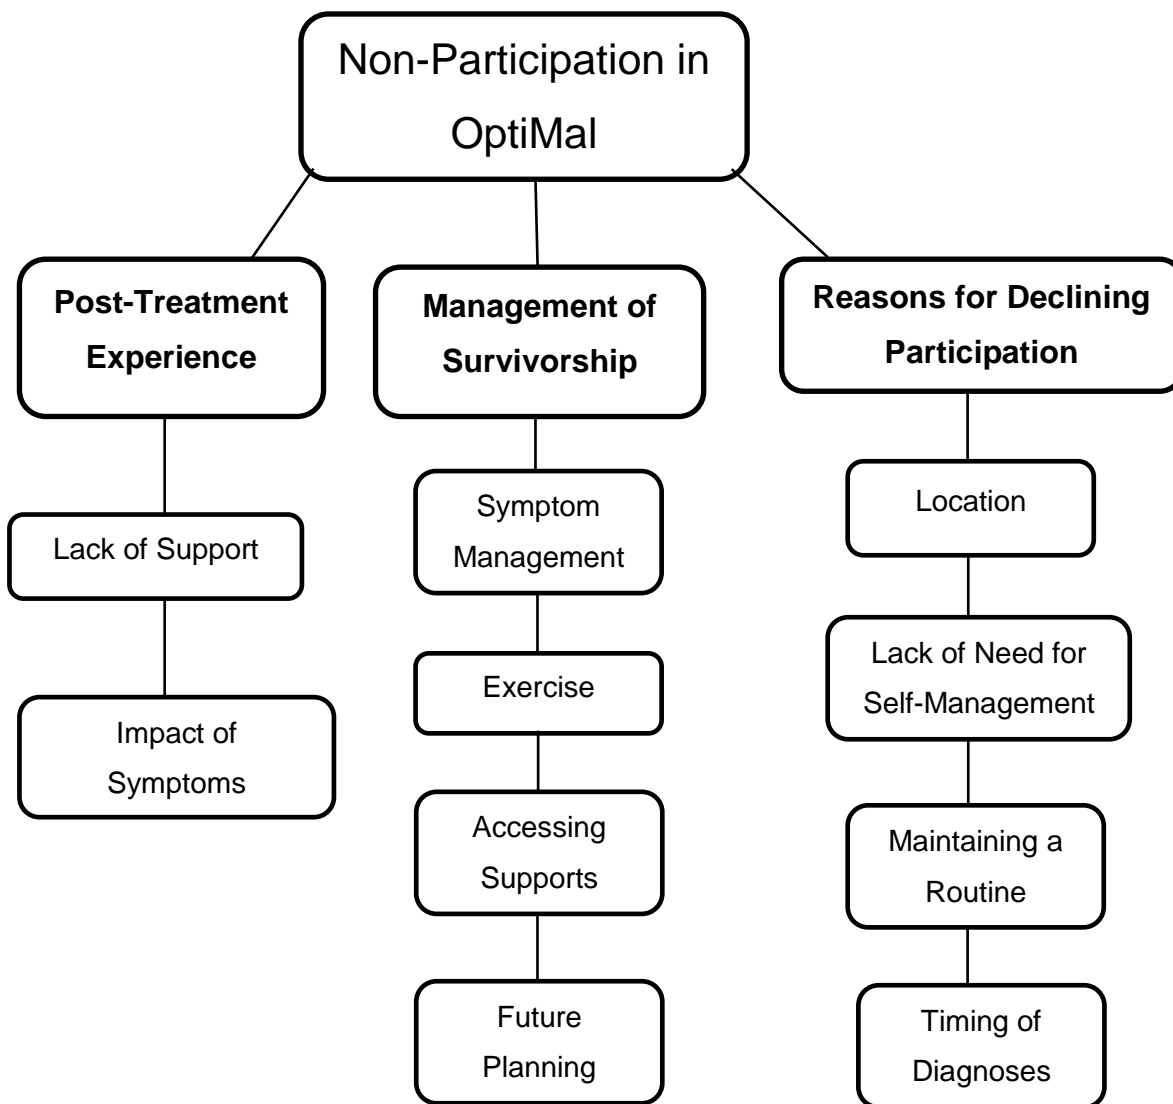 Non-Participation in
OptiMal
Post-Treatment
Experience
Lack of Support
Impact of
Symptoms
Management of
Survivorship
Symptom
Management
Exercise
Accessing
Supports
Future
Planning
Reasons for Declining
Participation
Location
Lack of Need for
Self-Management
Maintaining a
Routine
Timing of
Diagnoses